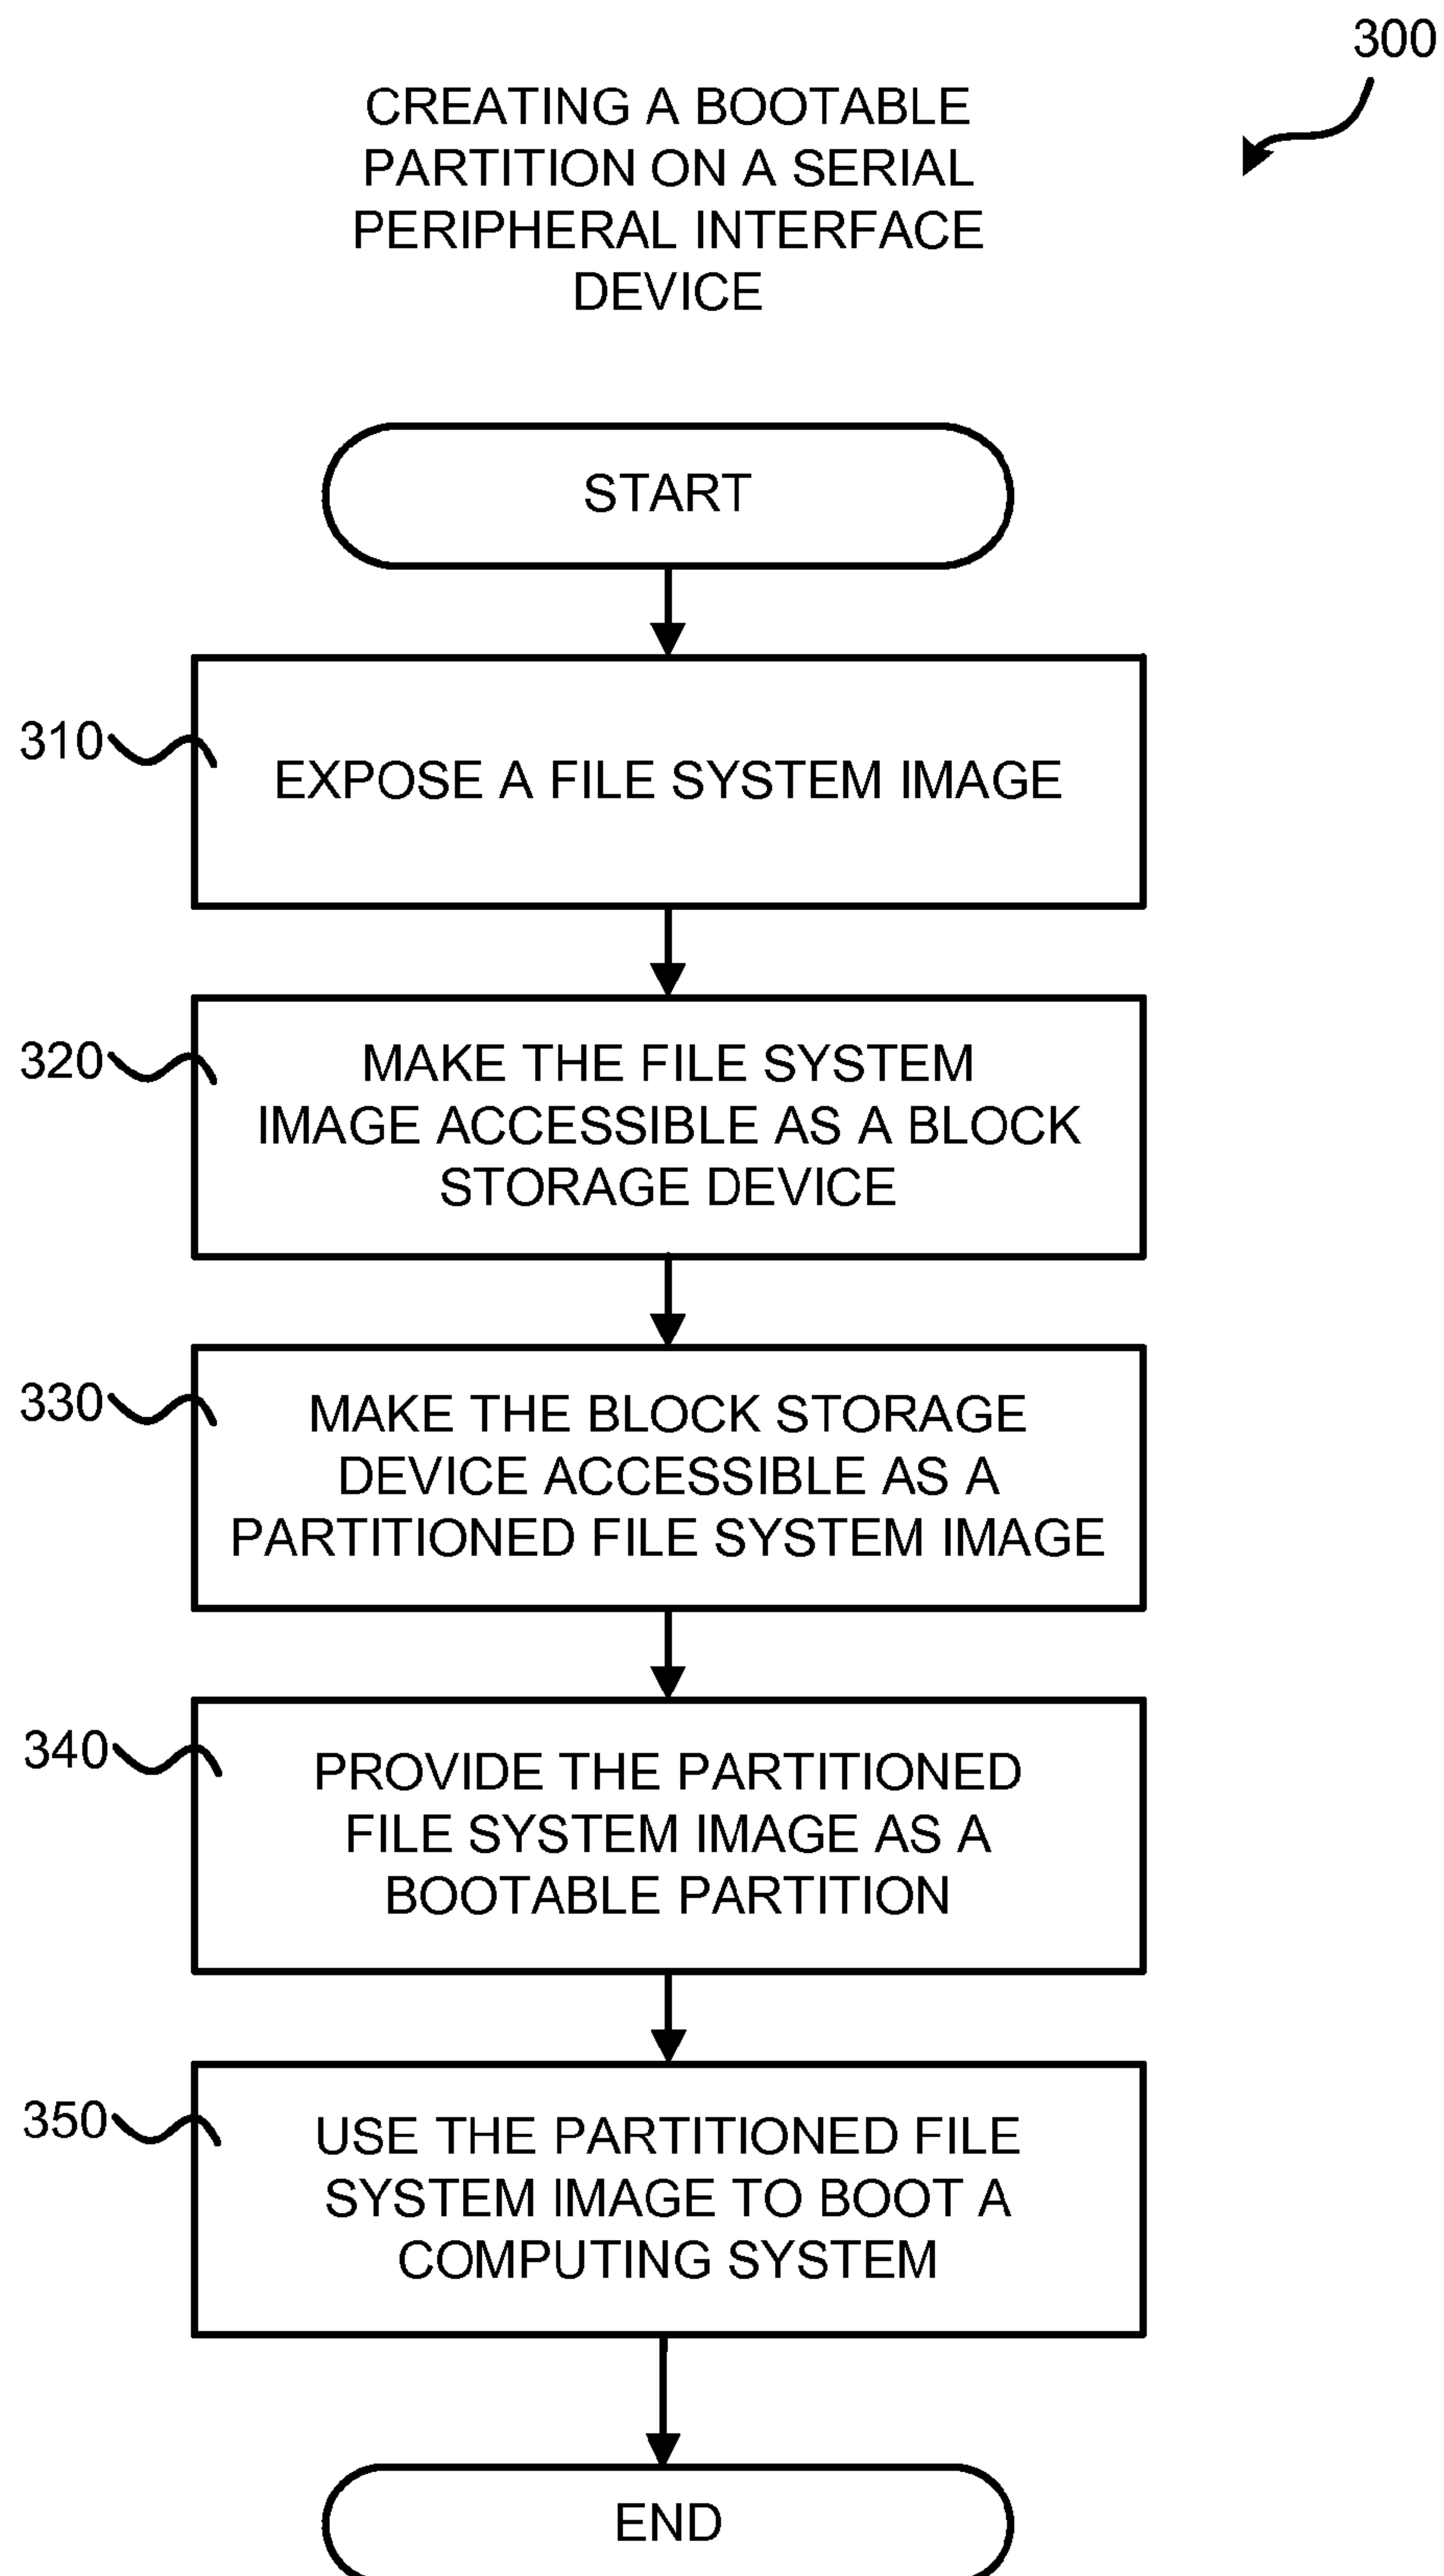 300
CREATING A BOOTABLE
PARTITION ON A SERIAL
PERIPHERAL INTERFACE
DEVICE
START
310
EXPOSE A FILE SYSTEM IMAGE
320
MAKE THE FILE SYSTEM
IMAGE ACCESSIBLE AS A BLOCK
STORAGE DEVICE
330
MAKE THE BLOCK STORAGE
DEVICE ACCESSIBLE AS A
PARTITIONED FILE SYSTEM IMAGE
340
PROVIDE THE PARTITIONED
FILE SYSTEM IMAGE AS A
BOOTABLE PARTITION
350
USE THE PARTITIONED FILE
SYSTEM IMAGE TO BOOT A
COMPUTING SYSTEM
END